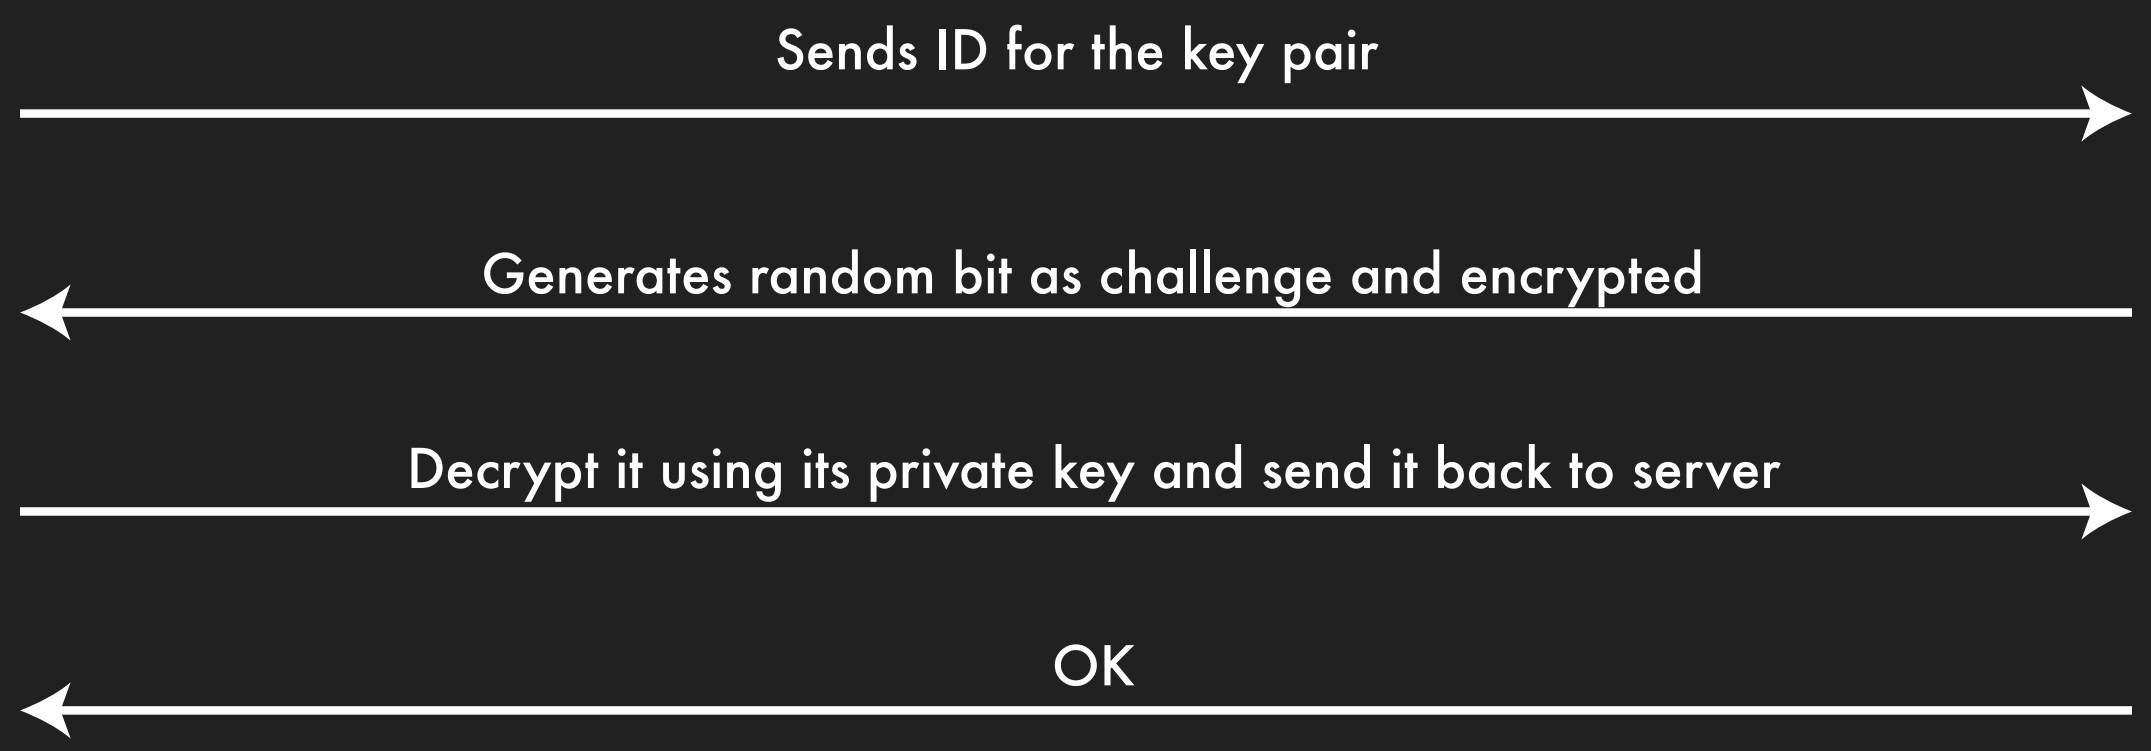 Sends ID for the key pair
Generates random bit as challenge and encrypted
Decrypt it using its private key and send it back to server
OK